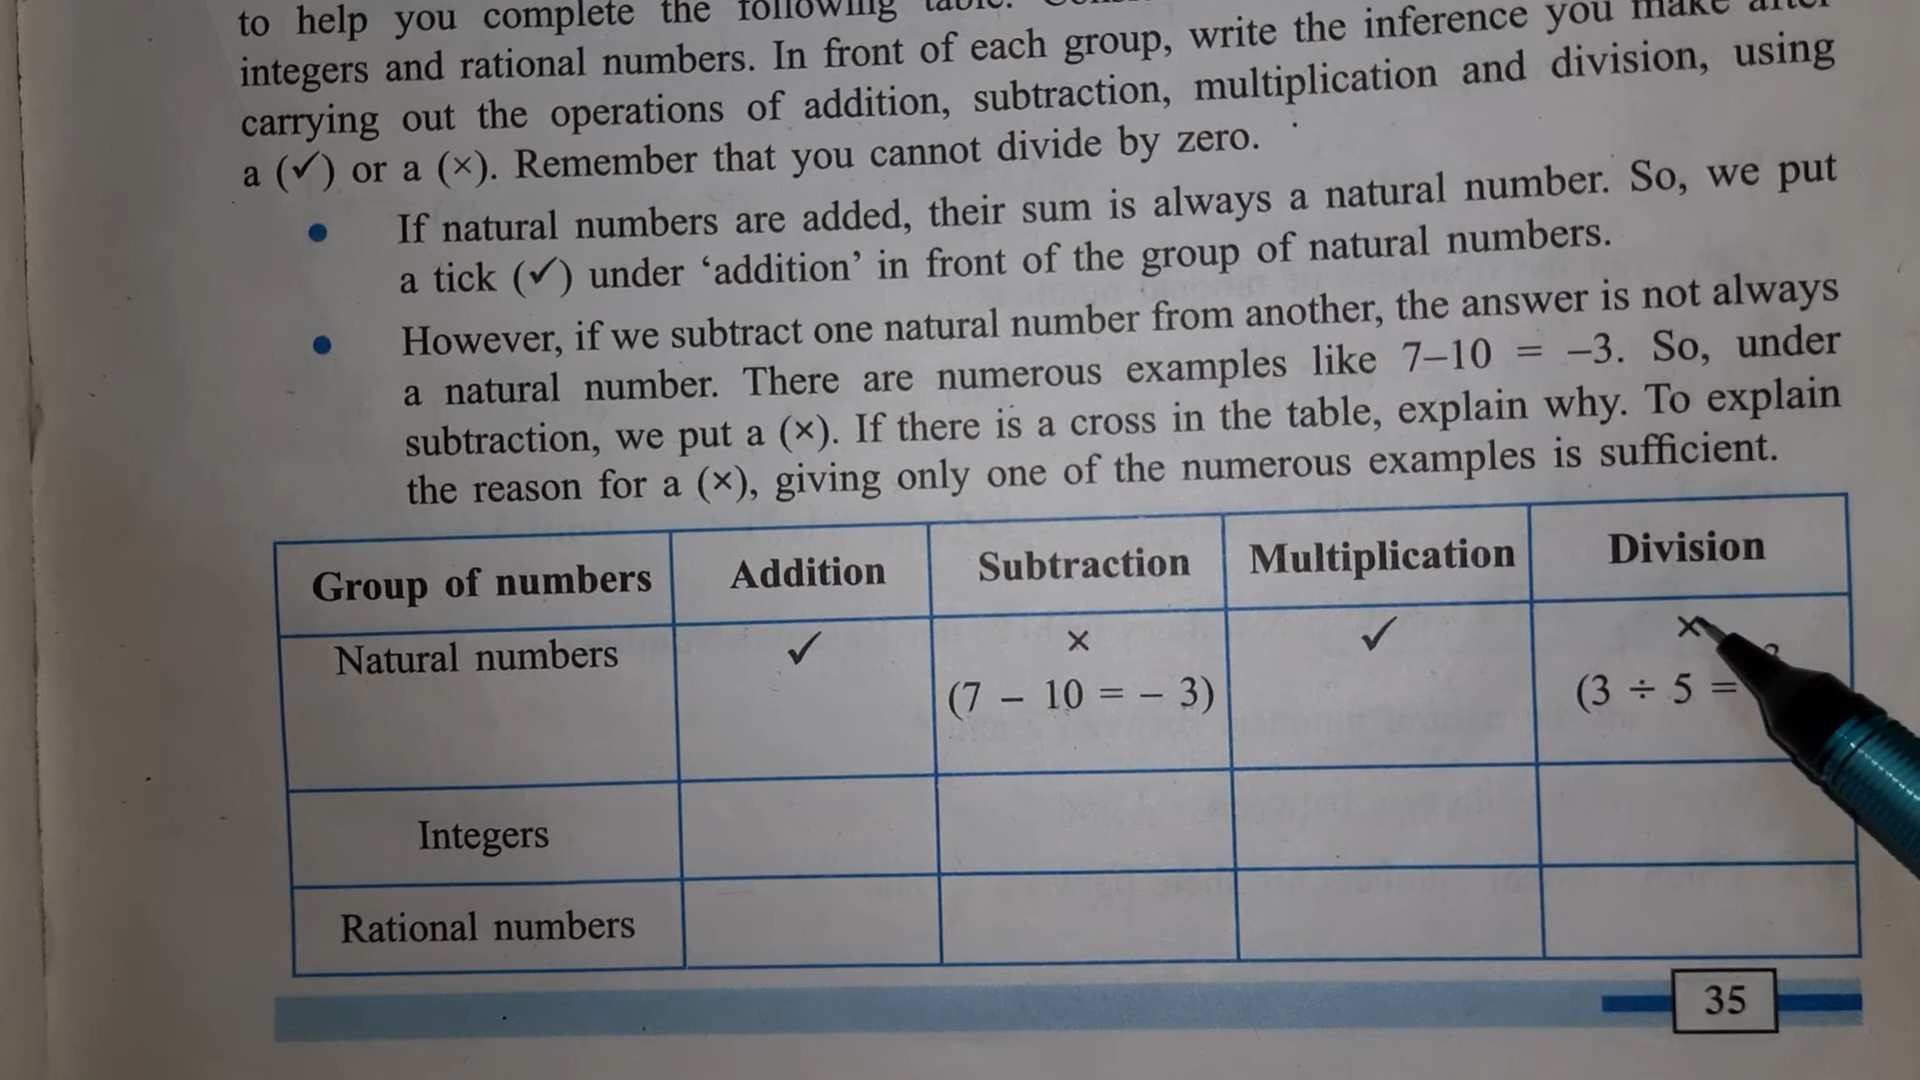 to help you complete the following table.
integers and rational numbers. In front of each group, write the inference you make after
carrying out the operations of addition, subtraction, multiplication and division, using
a (✓) or a (×). Remember that you cannot divide by zero.
• If natural numbers are added, their sum is always a natural number. So, we put
a tick (✓) under ‘addition’ in front of the group of natural numbers.
• However, if we subtract one natural number from another, the answer is not always
a natural number. There are numerous examples like 7–10 = –3. So, under
subtraction, we put a (×). If there is a cross in the table, explain why. To explain
the reason for a (×), giving only one of the numerous examples is sufficient.
Group of numbers Addition Subtraction Multiplication Division
Natural numbers ✓ × ✓ ×
(7 – 10 = – 3) (3 ÷ 5 =
Integers
Rational numbers
35